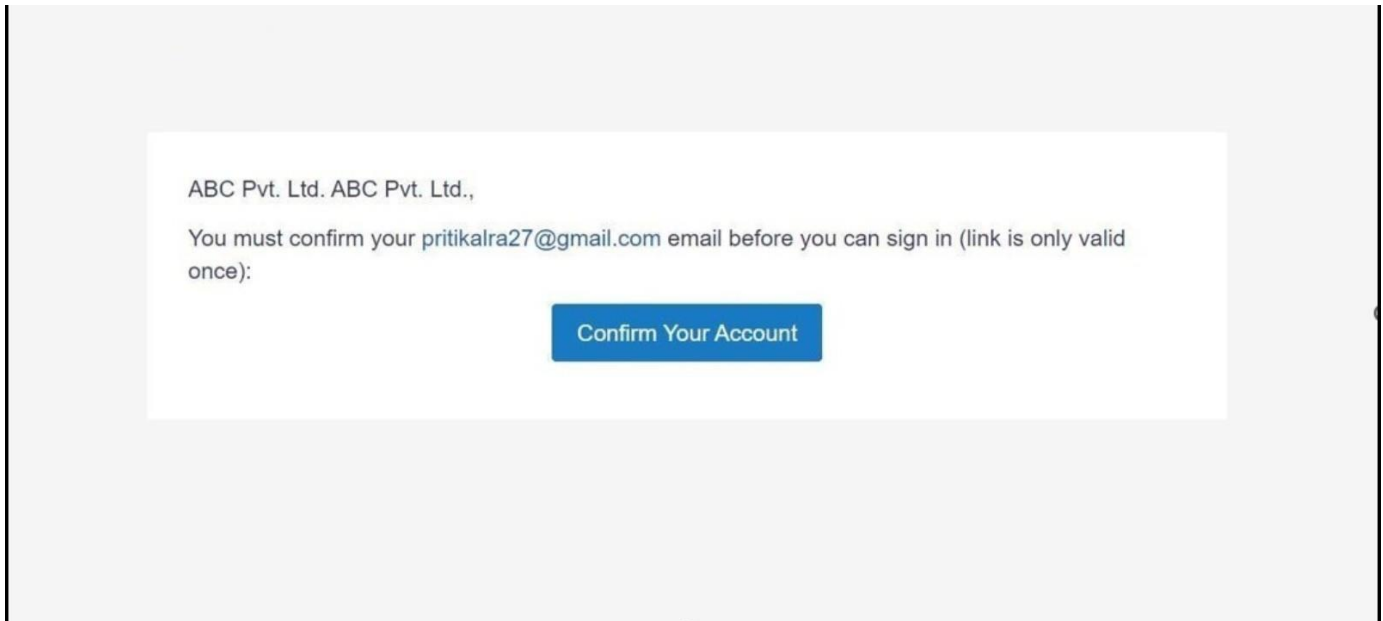 ABC Pvt. Ltd. ABC Pvt. Ltd.,
You must confirm your pritikalra27@gmail.com email before you can sign in (link is only valid
once):
Confirm Your Account